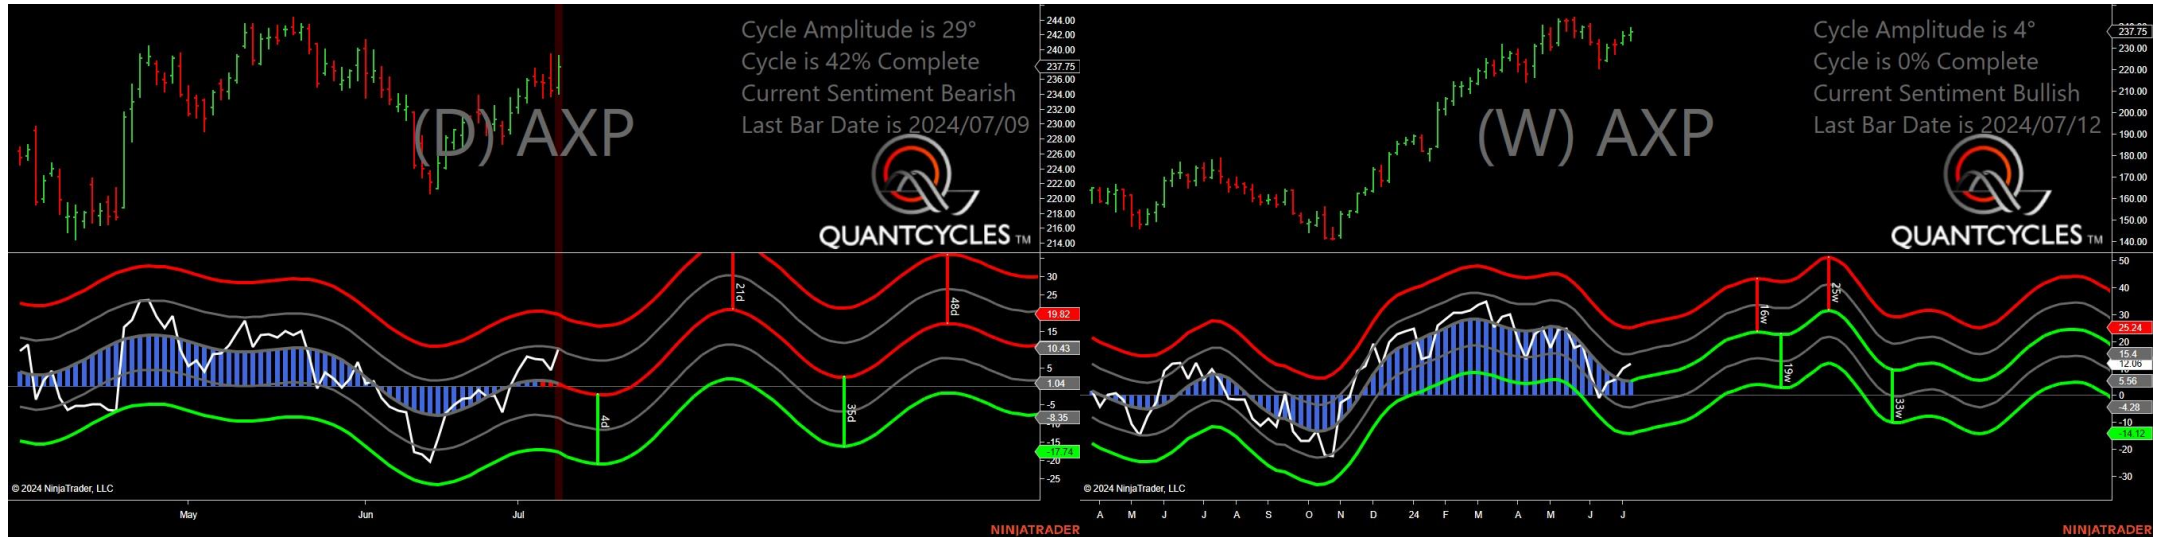 Cycle Amplitude is 29°
Cycle is 42% Complete
Current Sentiment Bearish
Last Bar Date is 2024/07/09
(D) AXP
QUANTCYCLES TM
244.00
242.00
240.00
237.75
236.00
234.00
232.00
230.00
228.00
226.00
224.00
222.00
220.00
218.00
216.00
214.00
21d
48d
4d
35d
30
25
19.82
15
10.43
5
1.04
-5
-8.35
-15
-17.74
-20
-25
© 2024 NinjaTrader, LLC
May
Jun
Jul
NINJATRADER
Cycle Amplitude is 4°
Cycle is 0% Complete
Current Sentiment Bullish
Last Bar Date is 2024/07/12
(W) AXP
QUANTCYCLES TM
237.75
230.00
220.00
210.00
200.00
190.00
180.00
170.00
160.00
150.00
140.00
16w
19w
33w
50
40
30
25.24
20
15.4
12.06
5.56
0
-4.28
-10
-14.12
-20
-30
© 2024 NinjaTrader, LLC
A
M
J
J
A
S
O
N
D
24
F
M
A
M
J
J
NINJATRADER